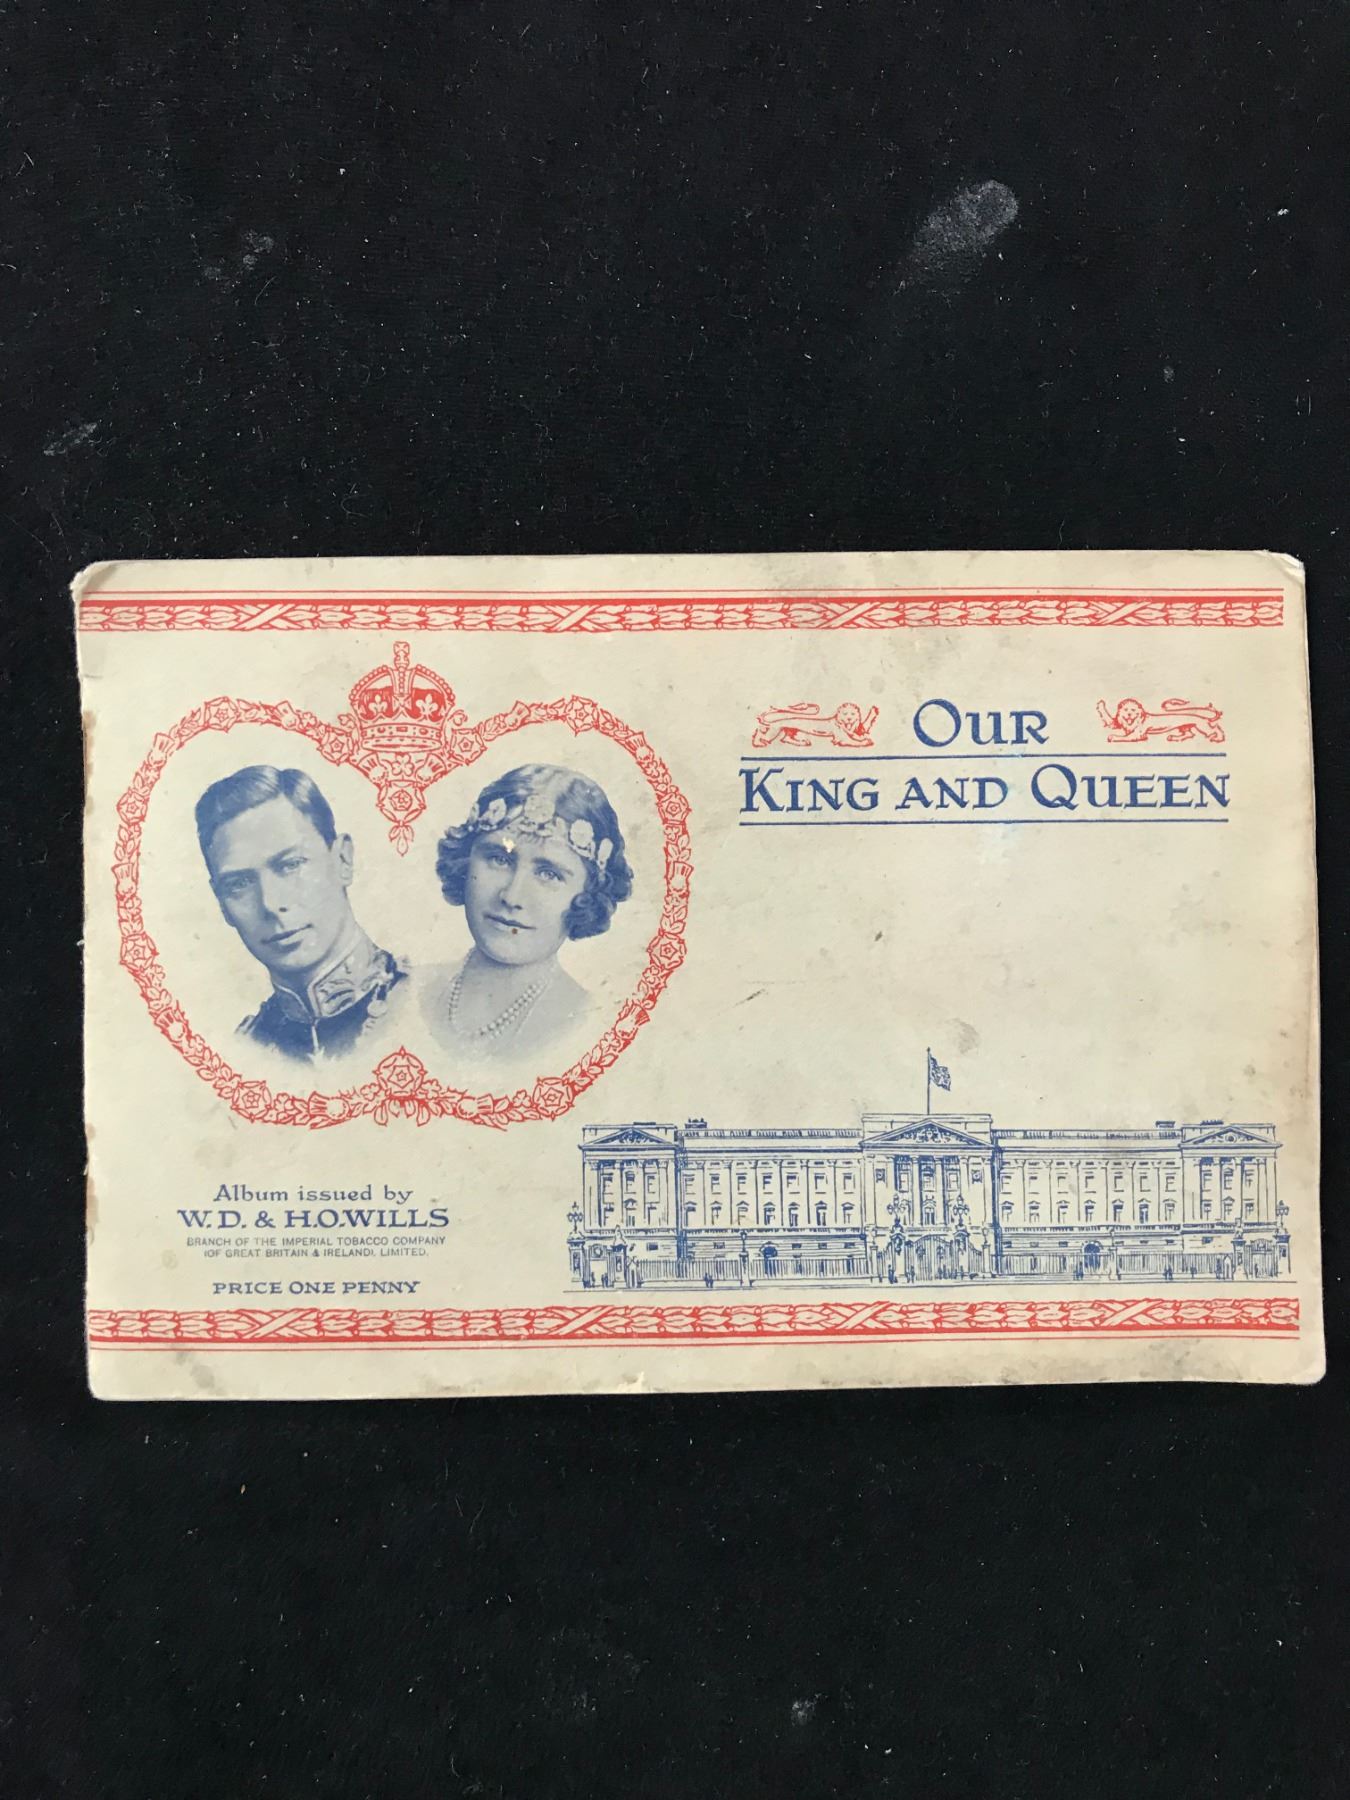 OUR
KING AND QUEEN
Album issued by
W.D. & H.O.WILLS
BRANCH OF THE IMPERIAL TOBACCO COMPANY
(OF GREAT BRITAIN & IRELAND), LIMITED.
PRICE ONE PENNY